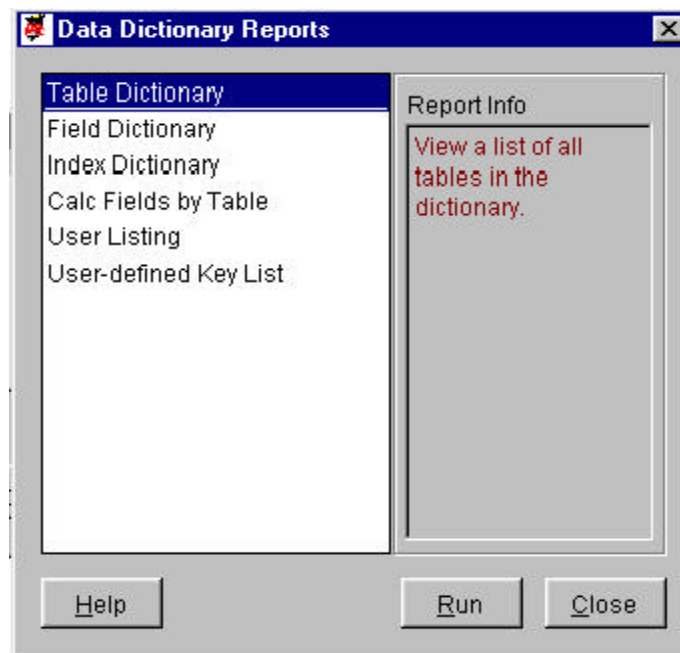 Data Dictionary Reports
Table Dictionary
Field Dictionary
Index Dictionary
Calc Fields by Table
User Listing
User-defined Key List
Report Info
View a list of all
tables in the
dictionary.
Help
Run
Close